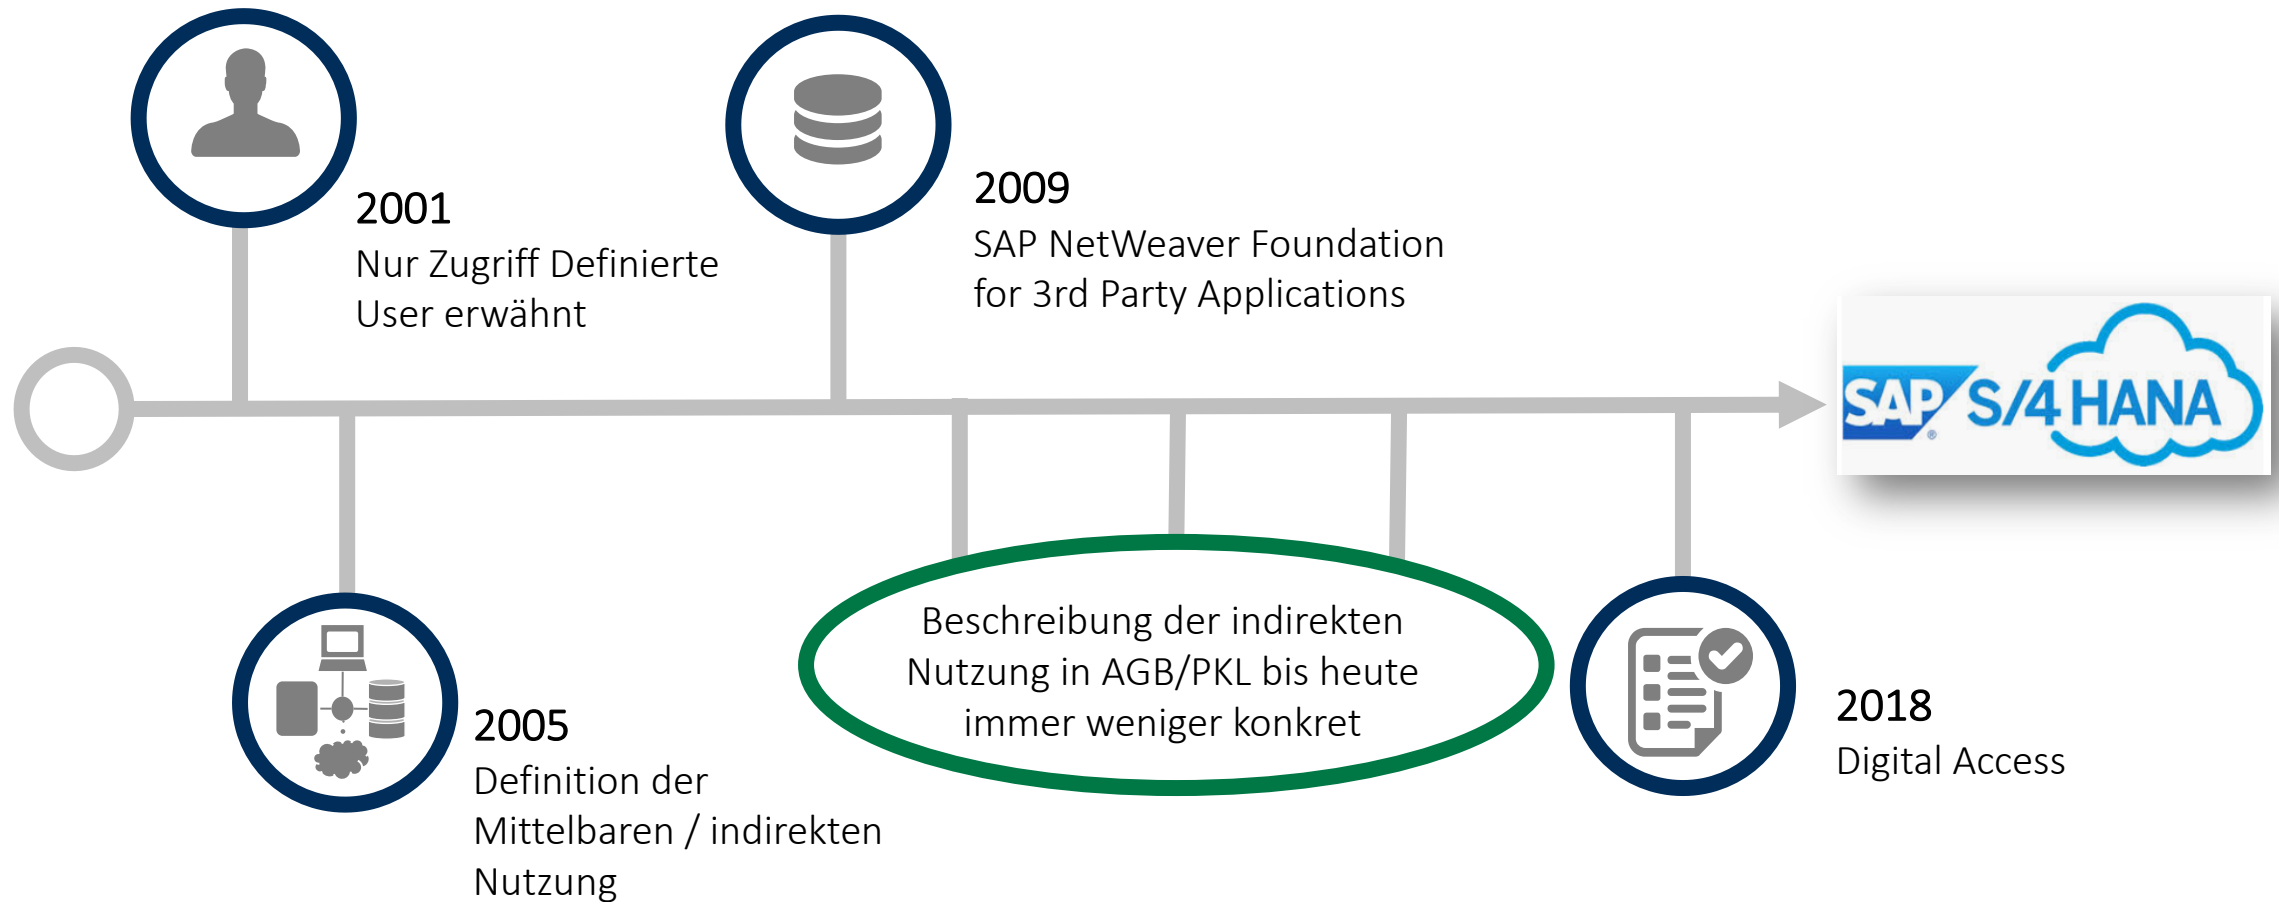 2001
Nur Zugriff Definierte
User erwähnt
2009
SAP NetWeaver Foundation
for 3rd Party Applications
SAP ® S/4HANA
Beschreibung der indirekten
Nutzung in AGB/PKL bis heute
immer weniger konkret
2005
Definition der
Mittelbaren / indirekten
Nutzung
2018
Digital Access